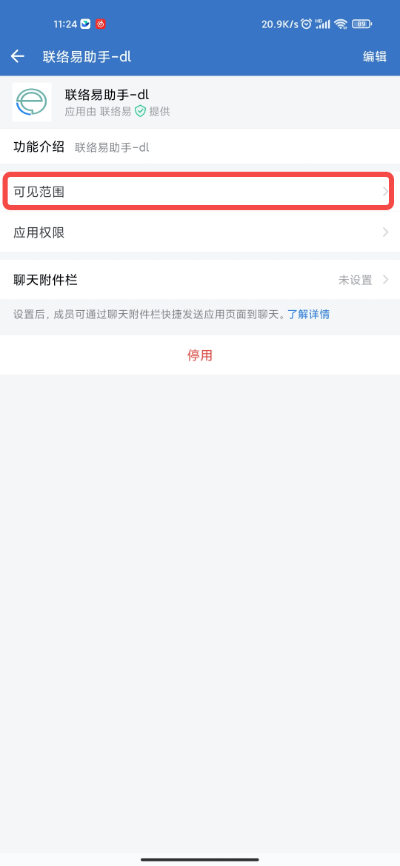 11:24 20.9K/s HD 89
联络易助手-dl 编辑
联络易助手-dl
应用由 联络易 提供
功能介绍 联络易助手-dl
可见范围
应用权限
聊天附件栏 未设置
设置后，成员可通过聊天附件栏快捷发送应用页面到聊天。了解详情
停用